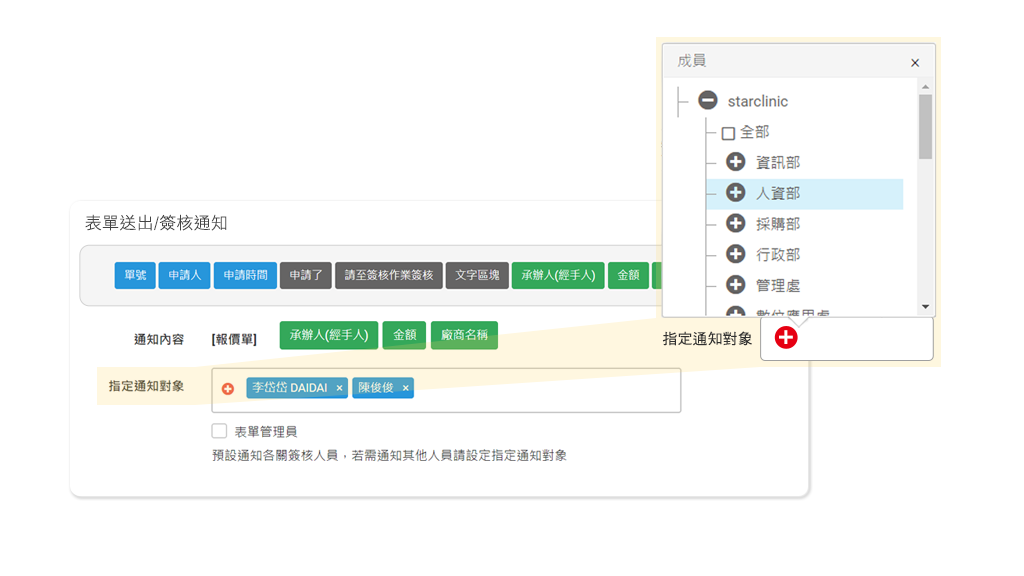 成員 ×
starclinic
全部
資訊部
人資部
採購部
行政部
管理處
數位應用處
指定通知對象
表單送出/簽核通知
單號 申請人 申請時間 申請了 請至簽核作業簽核 文字區塊 承辦人(經手人) 金額
通知內容 [報價單] 承辦人(經手人) 金額 廠商名稱
指定通知對象 李岱岱 DAIDAI × 陳俊俊 ×
表單管理員
預設通知各關簽核人員，若需通知其他人員請設定指定通知對象